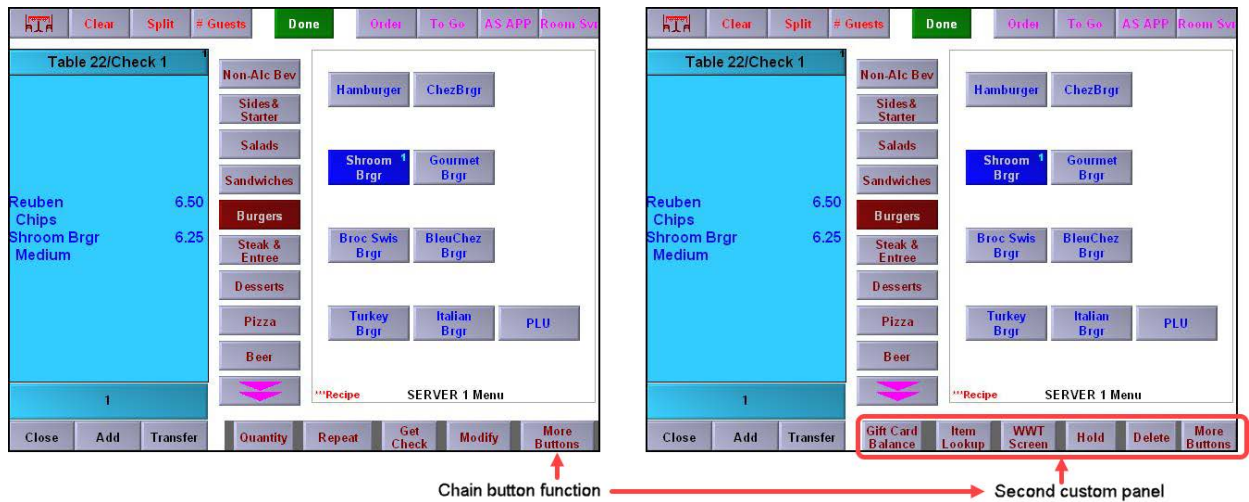 Clear Split # Guests Done Order To Go AS APP Room Svr
Table 22/Check 1 1
Reuben 6.50
Chips
Shroom Brgr 6.25
Medium
1
Close Add Transfer
Non-Alc Bev
Sides &
Starter
Salads
Sandwiches
Burgers
Steak &
Entree
Desserts
Pizza
Beer
Hamburger ChezBrgr
Shroom 1 Gourmet
Brgr Brgr
Broc Swis BleuChez
Brgr Brgr
Turkey Italian PLU
Brgr Brgr
***Recipe SERVER 1 Menu
Quantity Repeat Get Check Modify More Buttons
Clear Split # Guests Done Order To Go AS APP Room Svr
Table 22/Check 1 1
Reuben 6.50
Chips
Shroom Brgr 6.25
Medium
1
Close Add Transfer
Non-Alc Bev
Sides &
Starter
Salads
Sandwiches
Burgers
Steak &
Entree
Desserts
Pizza
Beer
Hamburger ChezBrgr
Shroom 1 Gourmet
Brgr Brgr
Broc Swis BleuChez
Brgr Brgr
Turkey Italian PLU
Brgr Brgr
***Recipe SERVER 1 Menu
Gift Card Item WWT Hold Delete More
Balance Lookup Screen Buttons
Chain button function
Second custom panel